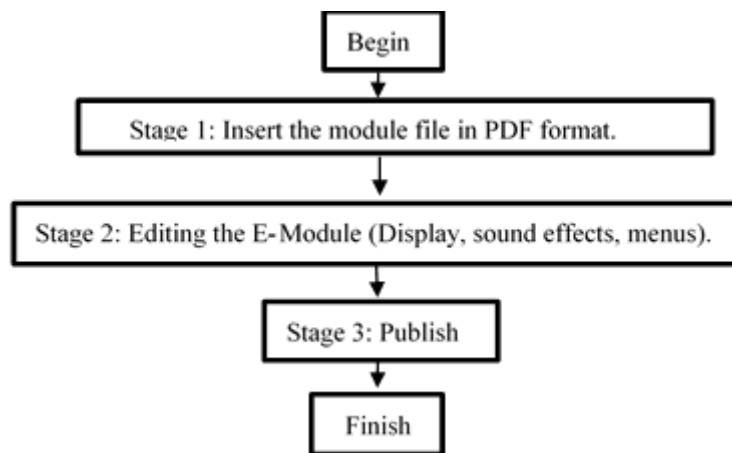 Begin
Stage 1: Insert the module file in PDF format.
Stage 2: Editing the E-Module (Display, sound effects, menus).
Stage 3: Publish
Finish